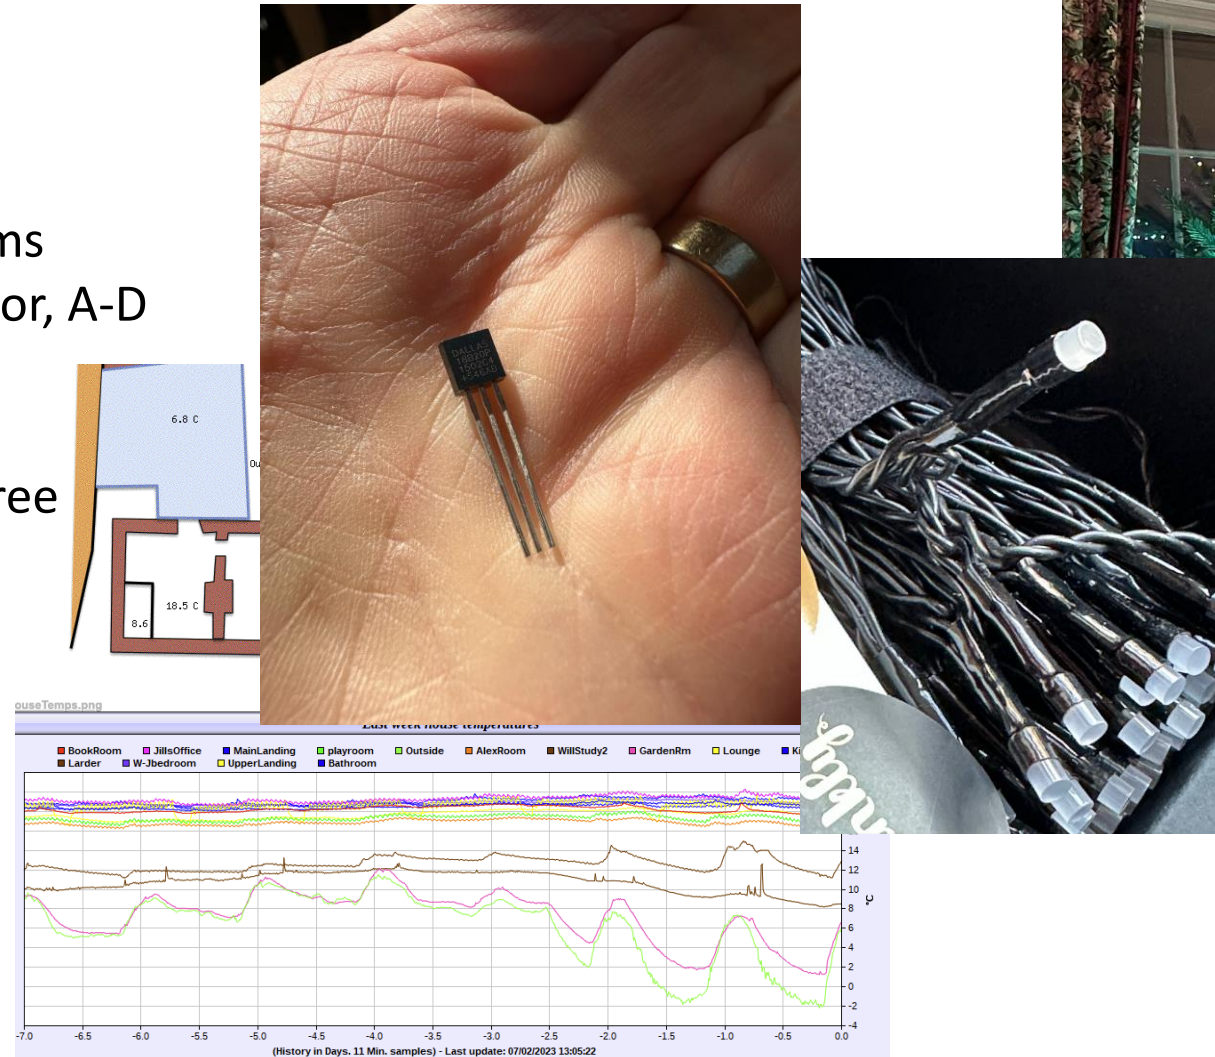 ms
or, A-D
6.8 C
Ou
ree
18.5 C
8.6
DALLAS
18B20P
ouseTemps.png
Last week house temperatures
BookRoom JillsOffice MainLanding playroom Outside AlexRoom WillStudy2 GardenRm Lounge Ki
Larder W-Jbedroom UpperLanding Bathroom
14
12
10
8
6
4
2
0
-2
-4
°C
-7.0 -6.5 -6.0 -5.5 -5.0 -4.5 -4.0 -3.5 -3.0 -2.5 -2.0 -1.5 -1.0 -0.5 0.0
(History in Days. 11 Min. samples) - Last update: 07/02/2023 13:05:22